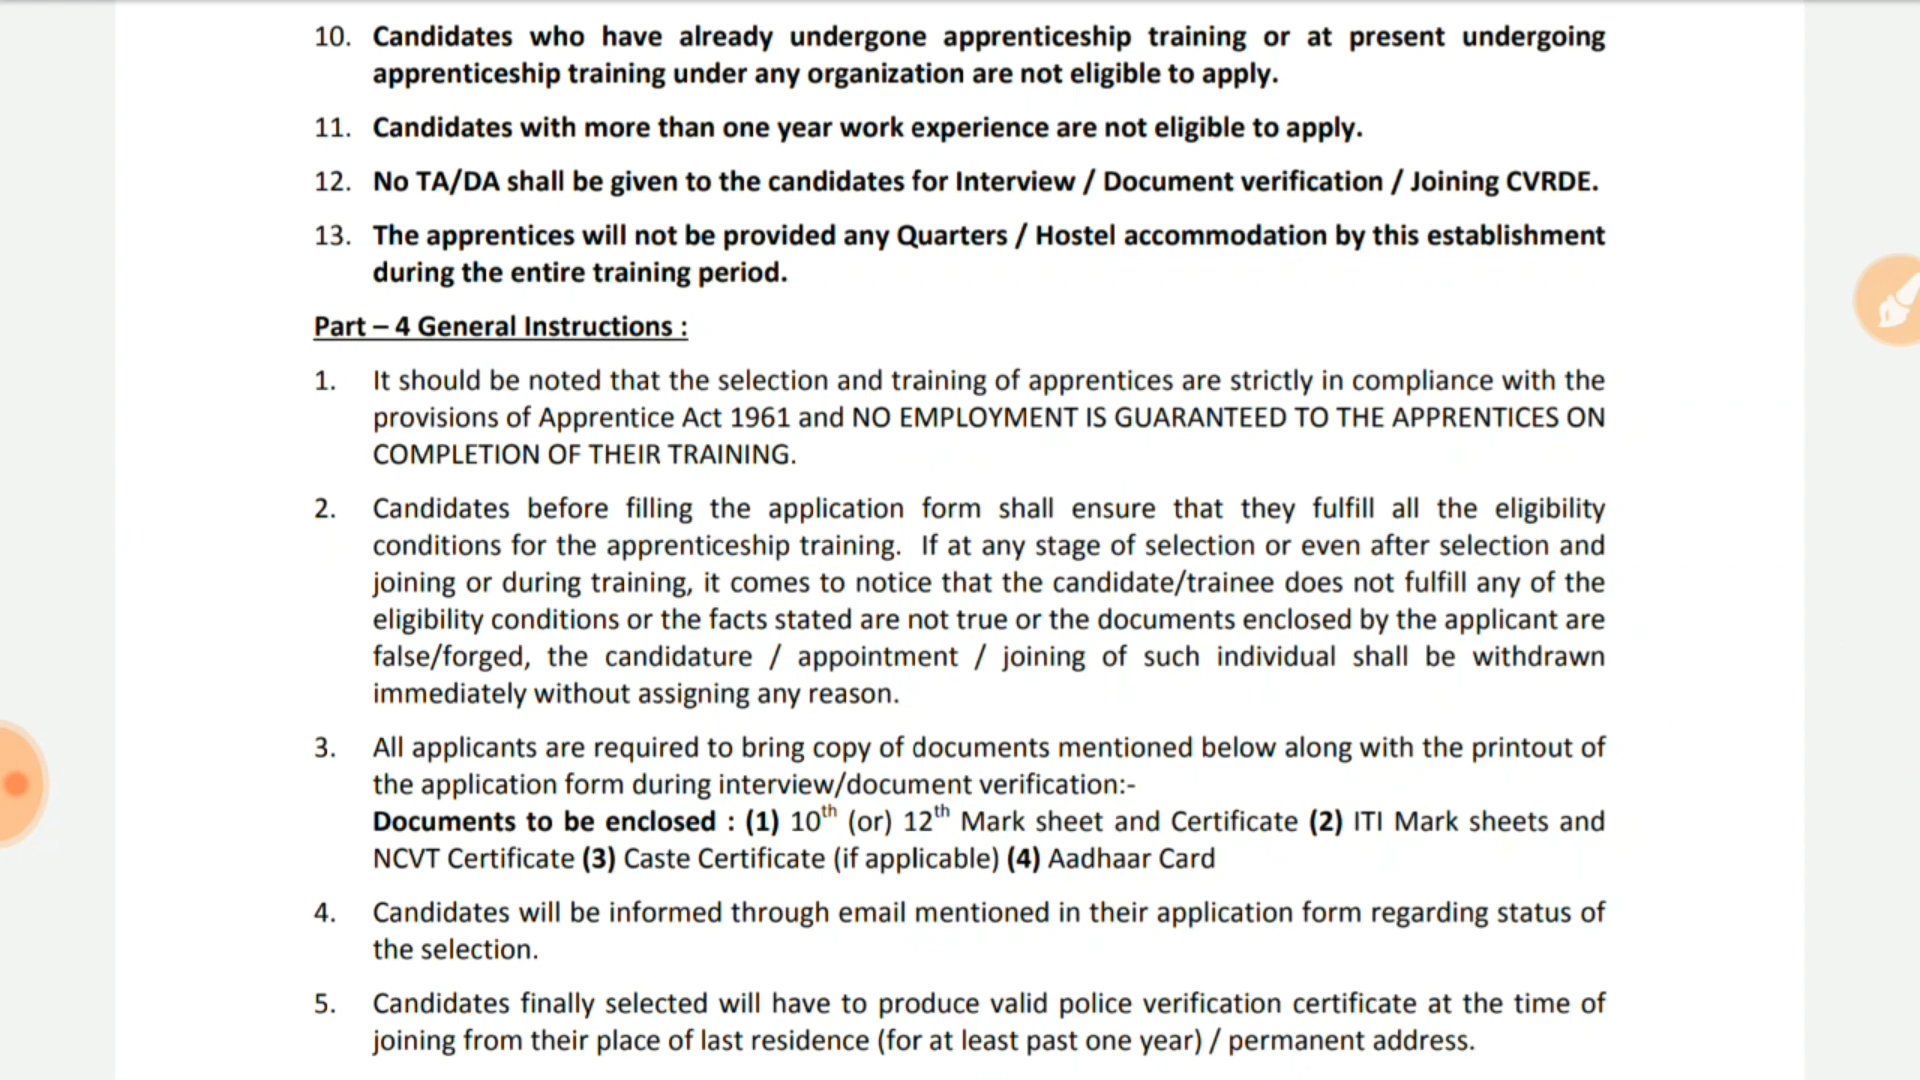 10. Candidates who have already undergone apprenticeship training or at present undergoing
apprenticeship training under any organization are not eligible to apply.
11. Candidates with more than one year work experience are not eligible to apply.
12. No TA/DA shall be given to the candidates for Interview / Document verification / Joining CVRDE.
13. The apprentices will not be provided any Quarters / Hostel accommodation by this establishment
during the entire training period.
Part – 4 General Instructions :
1. It should be noted that the selection and training of apprentices are strictly in compliance with the
provisions of Apprentice Act 1961 and NO EMPLOYMENT IS GUARANTEED TO THE APPRENTICES ON
COMPLETION OF THEIR TRAINING.
2. Candidates before filling the application form shall ensure that they fulfill all the eligibility
conditions for the apprenticeship training. If at any stage of selection or even after selection and
joining or during training, it comes to notice that the candidate/trainee does not fulfill any of the
eligibility conditions or the facts stated are not true or the documents enclosed by the applicant are
false/forged, the candidature / appointment / joining of such individual shall be withdrawn
immediately without assigning any reason.
3. All applicants are required to bring copy of documents mentioned below along with the printout of
the application form during interview/document verification:-
Documents to be enclosed : (1) 10th (or) 12th Mark sheet and Certificate (2) ITI Mark sheets and
NCVT Certificate (3) Caste Certificate (if applicable) (4) Aadhaar Card
4. Candidates will be informed through email mentioned in their application form regarding status of
the selection.
5. Candidates finally selected will have to produce valid police verification certificate at the time of
joining from their place of last residence (for at least past one year) / permanent address.